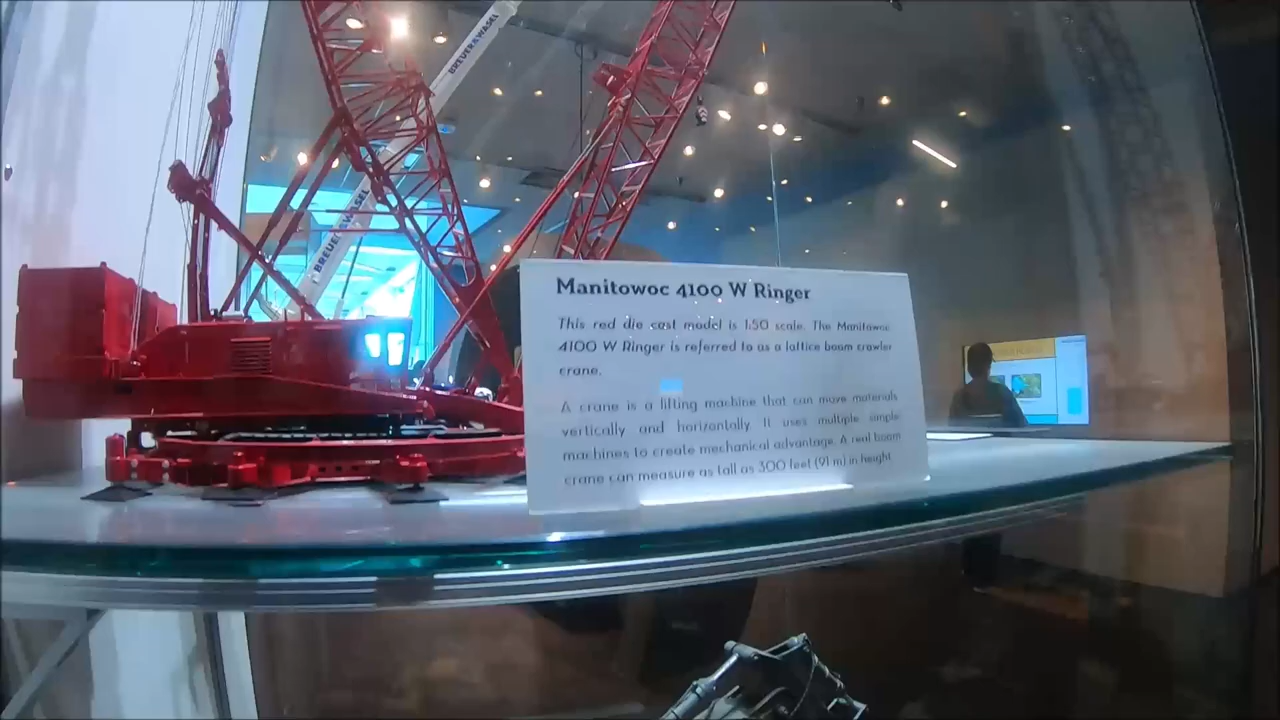 BREUER&WASEL
BREUER&WASEL
Manitowoc 4100 W Ringer
This red die cast model is 1:50 scale. The Manitowoc
4100 W Ringer is referred to as a lattice boom crawler
crane.
A crane is a lifting machine that can move materials
vertically and horizontally. It uses multiple simple
machines to create mechanical advantage. A real boom
crane can measure as tall as 300 feet (91 m) in height.